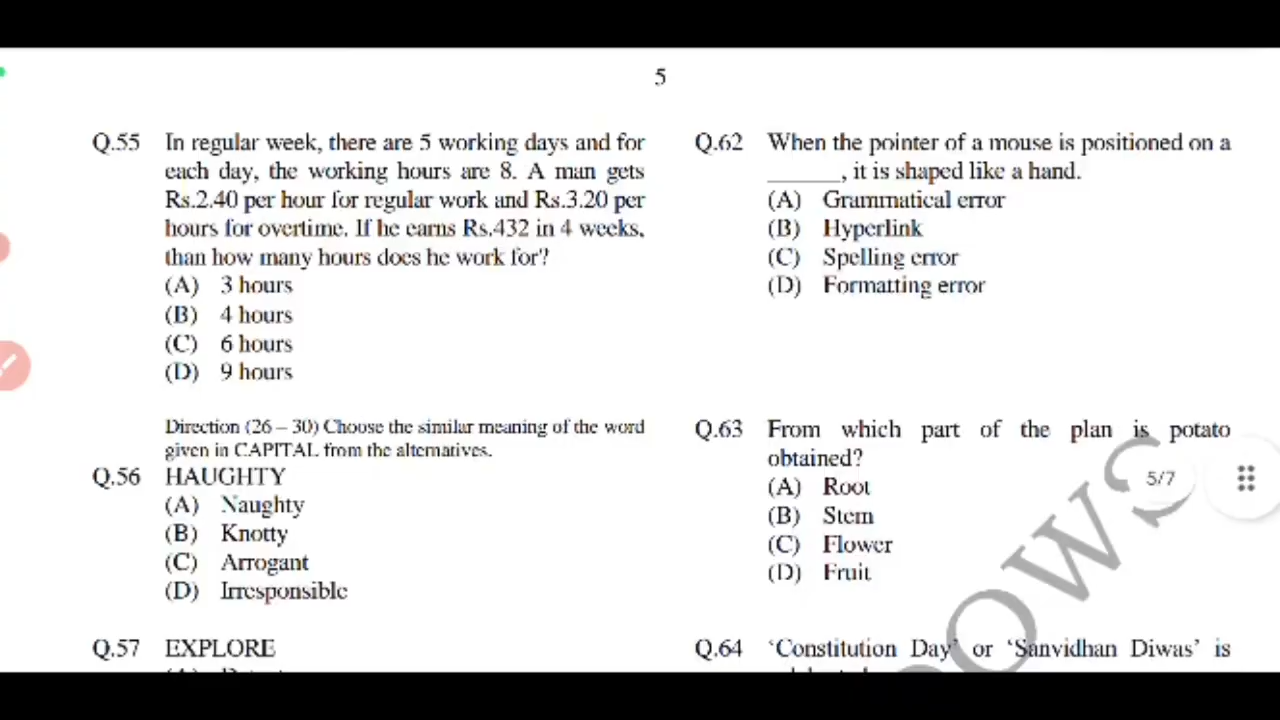 5
Q.55 In regular week, there are 5 working days and for
each day, the working hours are 8. A man gets
Rs.2.40 per hour for regular work and Rs.3.20 per
hours for overtime. If he earns Rs.432 in 4 weeks,
than how many hours does he work for?
(A) 3 hours
(B) 4 hours
(C) 6 hours
(D) 9 hours
Direction (26 – 30) Choose the similar meaning of the word
given in CAPITAL from the alternatives.
Q.56 HAUGHTY
(A) Naughty
(B) Knotty
(C) Arrogant
(D) Irresponsible
Q.57 EXPLORE
Q.62 When the pointer of a mouse is positioned on a
______, it is shaped like a hand.
(A) Grammatical error
(B) Hyperlink
(C) Spelling error
(D) Formatting error
Q.63 From which part of the plan is potato
obtained?
(A) Root
(B) Stem
(C) Flower
(D) Fruit
5/7
OWS
Q.64 ‘Constitution Day’ or ‘Sanvidhan Diwas’ is